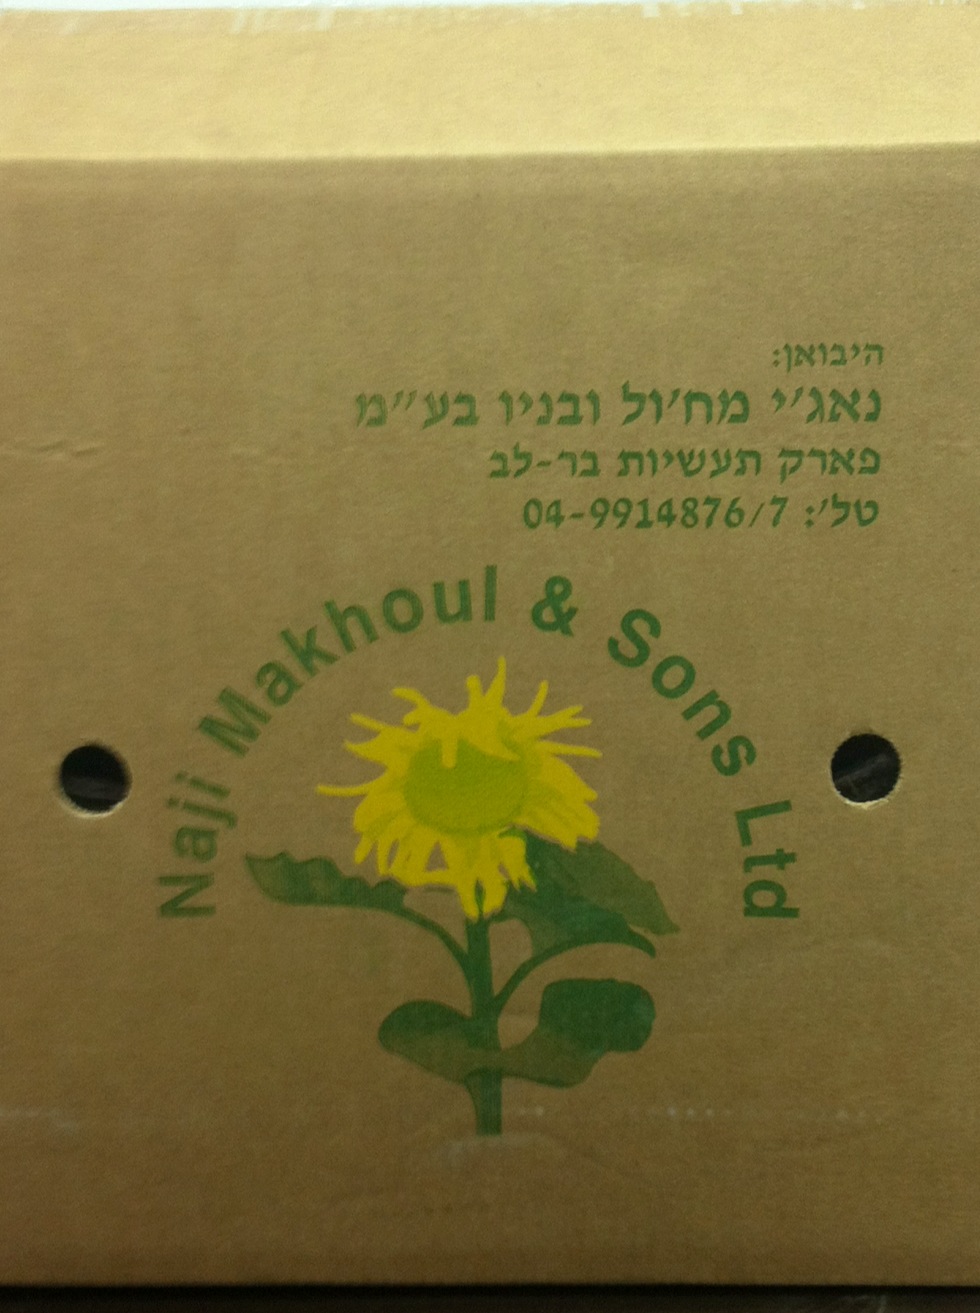 היבואן:
נאג'י מח'ול ובניו בע"מ
פארק תעשיות בר-לב
טל': 04-9914876/7
Naji Makhoul & Sons Ltd